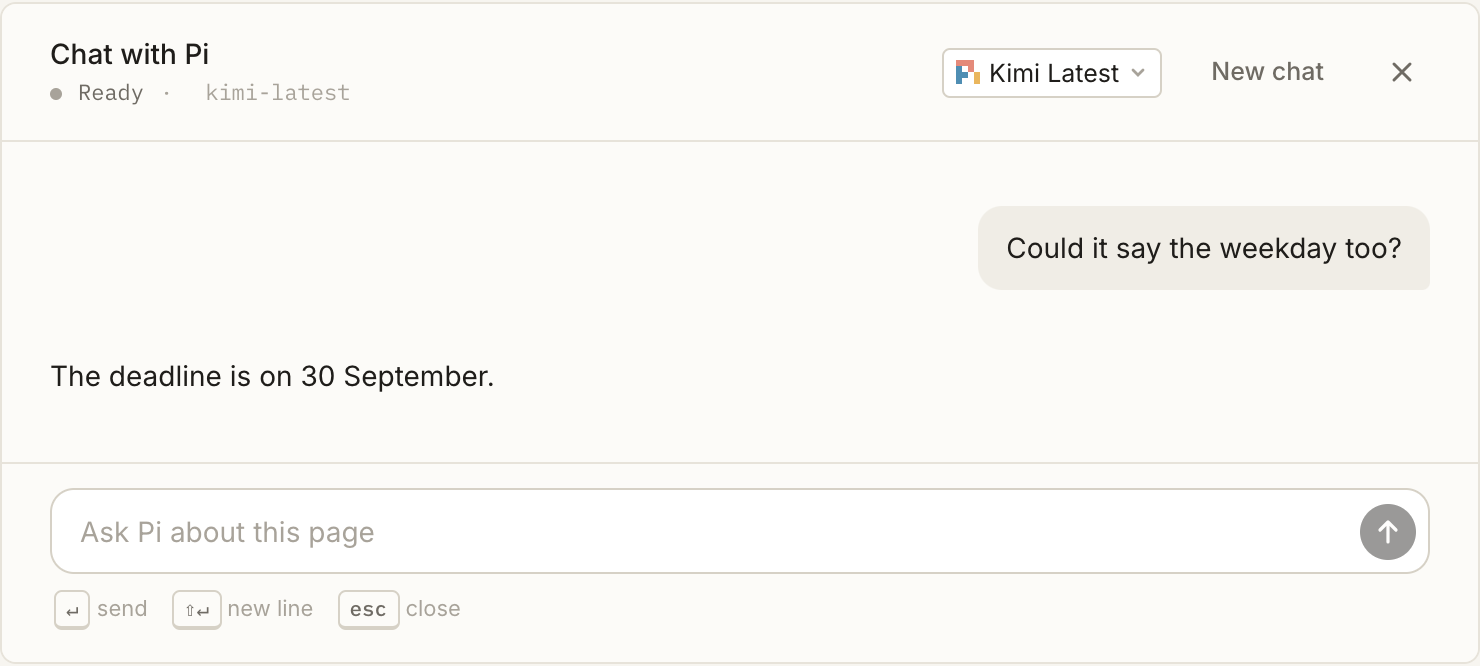 Chat with Pi
Ready · kimi-latest
Kimi Latest
New chat
Could it say the weekday too?
The deadline is on 30 September.
Ask Pi about this page
↵ send ⇧↵ new line esc close